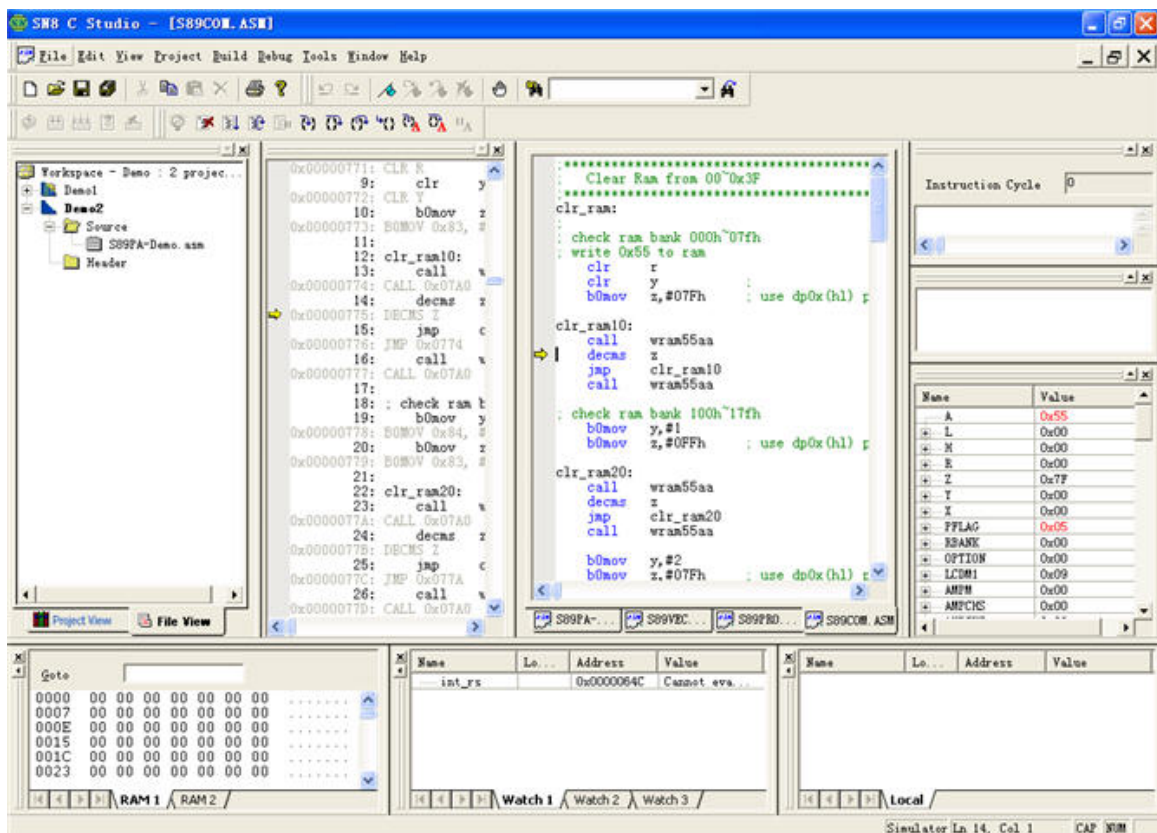 SN8 C Studio - [S89COM.ASM]
File Edit View Project Build Debug Tools Window Help
Workspace - Demo : 2 projec...
Demo1
Demo2
Source
S89PA-Demo.asm
Header
Project View
File View
0x00000771: CLR R
9: clr y
0x00000772: CLR Y
10: b0mov z
0x00000773: B0MOV 0x83, #
11:
12: clr_ram10:
13: call w
0x00000774: CALL 0x07A0
14: decms z
0x00000775: DECMS Z
15: jmp c
0x00000776: JMP 0x0774
16: call w
0x00000777: CALL 0x07A0
17:
18: ; check ram b
19: b0mov y
0x00000778: B0MOV 0x84, #
20: b0mov z
0x00000779: B0MOV 0x83, #
21:
22: clr_ram20:
23: call w
0x0000077A: CALL 0x07A0
24: decms z
0x0000077B: DECMS Z
25: jmp c
0x0000077C: JMP 0x077A
26: call w
0x0000077D: CALL 0x07A0
;*****************************************
; Clear Ram from 00~0x3F
;*****************************************
clr_ram:
;
; check ram bank 000h~07fh
; write 0x55 to ram
clr r
clr y ;
b0mov z,#07Fh ; use dp0x(hl) p
clr_ram10:
call wram55aa
decms z
jmp clr_ram10
call wram55aa
; check ram bank 100h~17fh
b0mov y,#1
b0mov z,#0FFh ; use dp0x(hl) p
clr_ram20:
call wram55aa
decms z
jmp clr_ram20
call wram55aa
b0mov y,#2
b0mov z,#07Fh ; use dp0x(hl) p
S89PA-... S89VEC... S89PRO... S89COM.ASM
Instruction Cycle 0
Name Value
A 0x55
L 0x00
H 0x00
R 0x00
Z 0x7F
Y 0x00
X 0x00
PFLAG 0x05
RBANK 0x00
OPTION 0x00
LCDM1 0x09
AMPM 0x00
AMPCHS 0x00
Goto
0000 00 00 00 00 00 00 00 .......
0007 00 00 00 00 00 00 00 .......
000E 00 00 00 00 00 00 00 .......
0015 00 00 00 00 00 00 00 .......
001C 00 00 00 00 00 00 00 .......
0023 00 00 00 00 00 00 00 .......
RAM 1 RAM 2
Name Lo... Address Value
int_rs 0x0000064C Cannot eva...
Watch 1 Watch 2 Watch 3
Name Lo... Address Value
Local
Simulator Ln 14, Col 1 CAP NUM